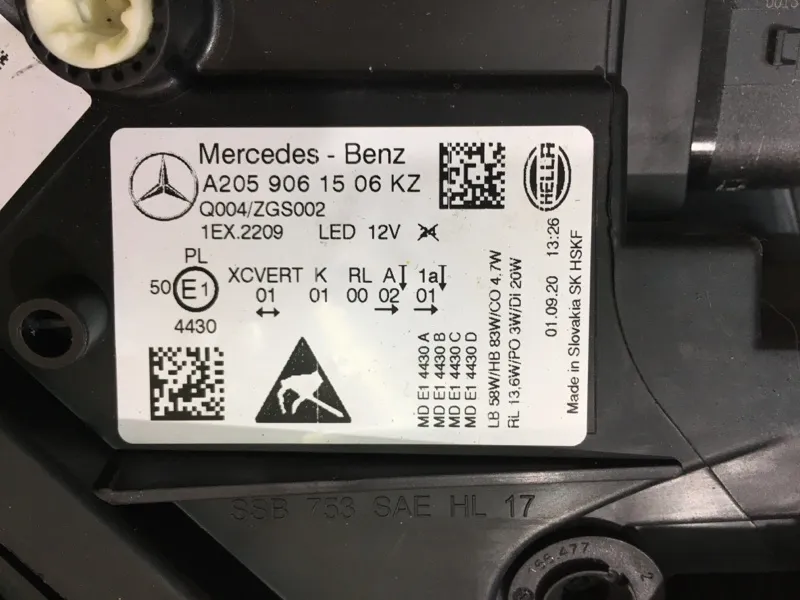 Mercedes - Benz
A205 906 15 06 KZ
Q004/ZGS002
1EX.2209 LED 12V 24
HELLA
PL
50 E1
4430
XCVERT K RL A 1a
01 01 00 02 01
MD E1 4430 A
MD E1 4430 B
MD E1 4430 C
MD E1 4430 D
LB 58W/HB 83W/CO 4.7W
RL 13,6W/PO 3W/DI 20W
01.09.20 13:26
Made in Slovakia SK HSKF
SSB 753 SAE HL 17